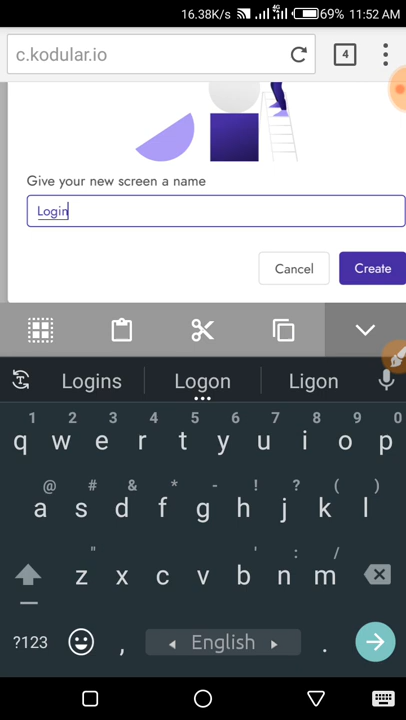 16.38K/s 4G 69% 11:52 AM
c.kodular.io 4
Give your new screen a name
Login
Cancel Create
Logins Logon Ligon
1 2 3 4 5 6 7 8 9 0
q w e r t y u i o p
@ # & * - ! ? ( )
a s d f g h j k l
" ' : /
z x c v b n m
?123 , English .